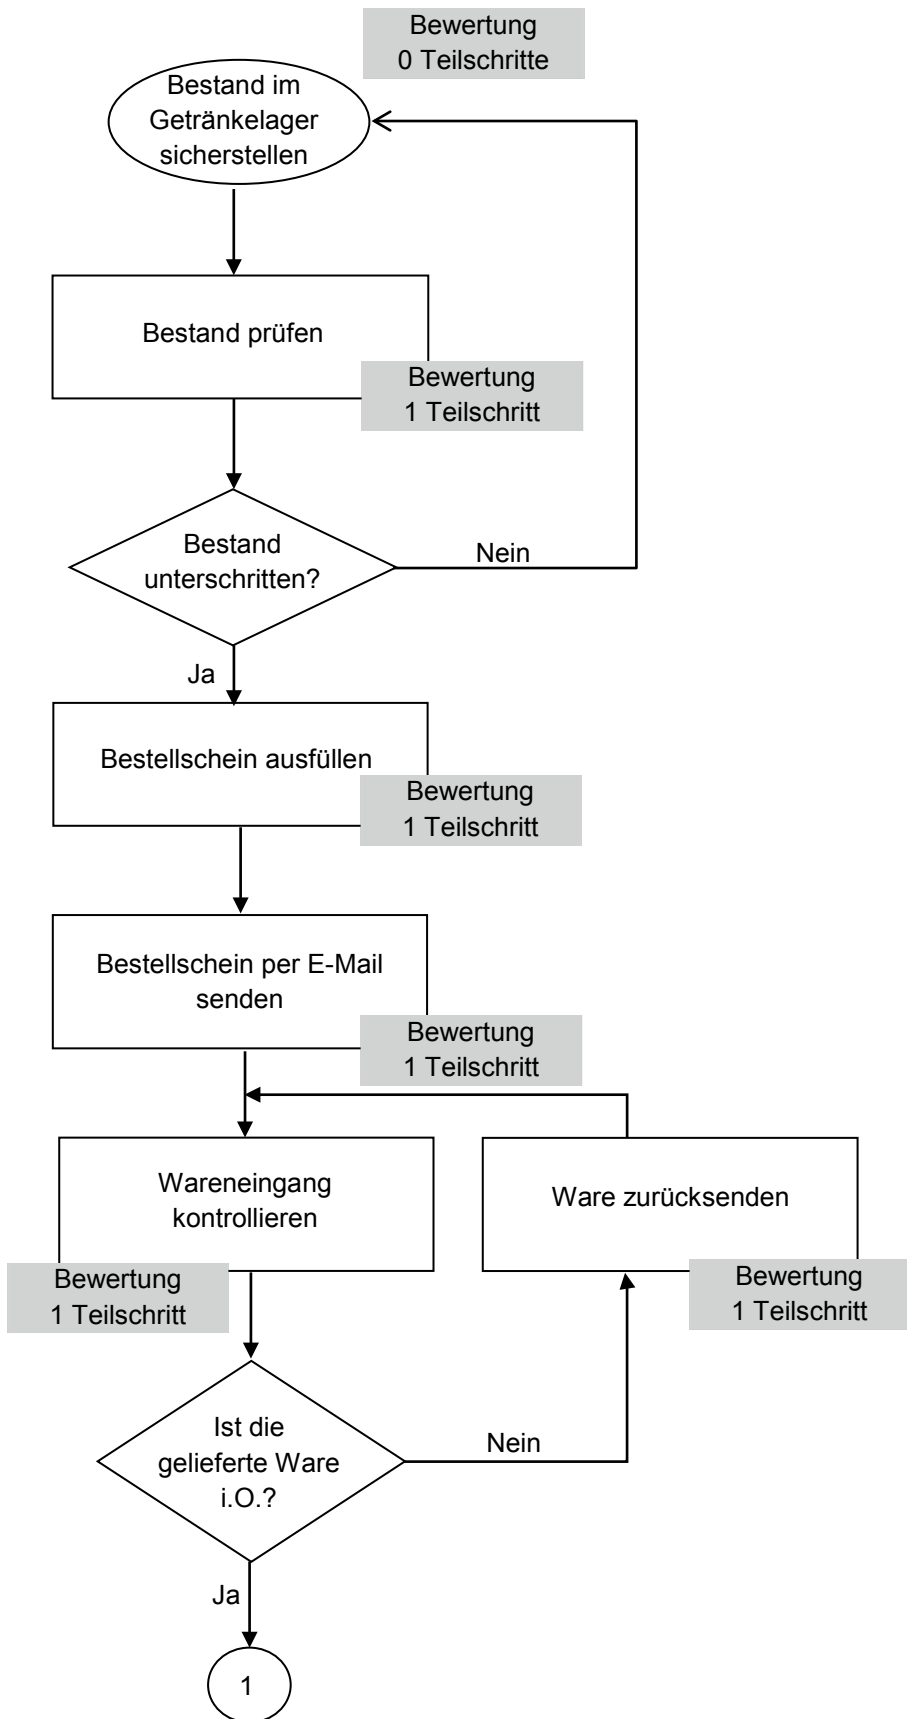 Bewertung
0 Teilschritte
Bestand im
Getränkelager
sicherstellen
Bestand prüfen
Bewertung
1 Teilschritt
Bestand
unterschritten?
Nein
Ja
Bestellschein ausfüllen
Bewertung
1 Teilschritt
Bestellschein per E-Mail
senden
Bewertung
1 Teilschritt
Wareneingang
kontrollieren
Ware zurücksenden
Bewertung
1 Teilschritt
Bewertung
1 Teilschritt
Ist die
gelieferte Ware
i.O.?
Nein
Ja
1